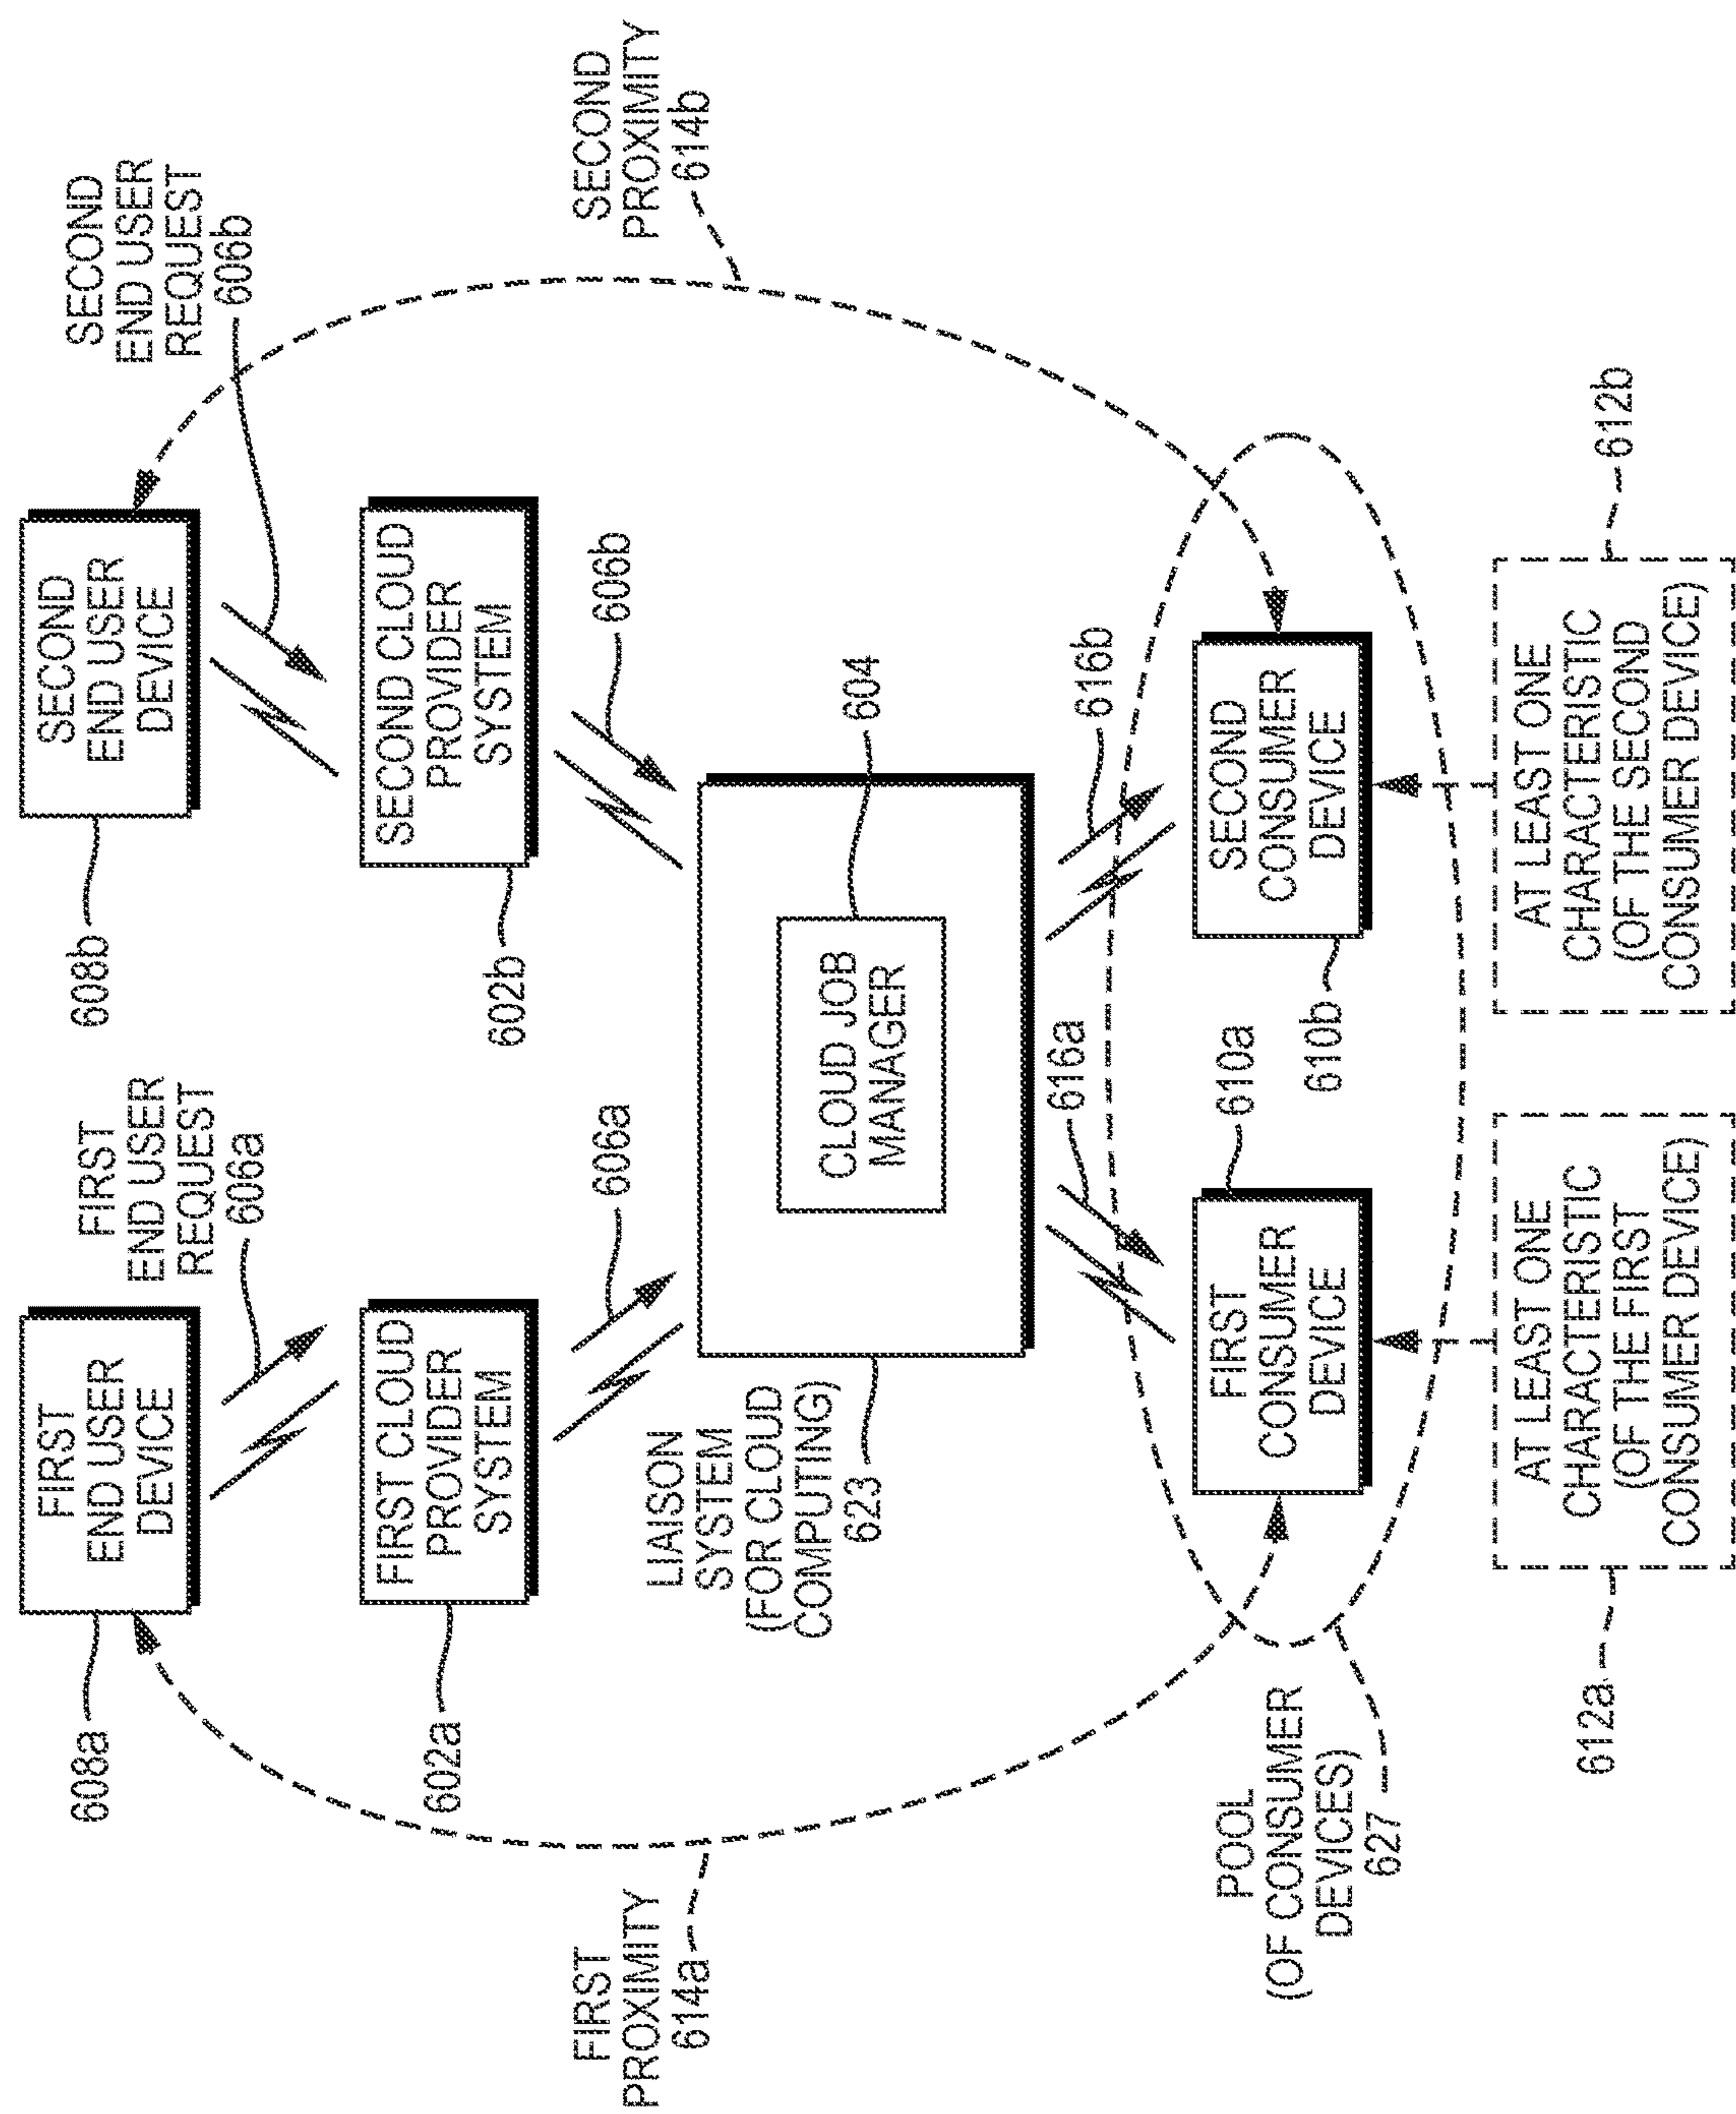 FIRST
END USER
DEVICE
608a
FIRST
END USER
REQUEST
606a
SECOND
END USER
DEVICE
608b
SECOND
END USER
REQUEST
606b
FIRST CLOUD
PROVIDER
SYSTEM
602a
SECOND CLOUD
PROVIDER
SYSTEM
602b
FIRST
PROXIMITY
614a
606a
606b
SECOND
PROXIMITY
614b
LIAISON
SYSTEM
(FOR CLOUD
COMPUTING)
623
CLOUD JOB
MANAGER
604
616a
616b
POOL
(OF CONSUMER
DEVICES)
627
FIRST
CONSUMER
DEVICE
610a
SECOND
CONSUMER
DEVICE
610b
AT LEAST ONE
CHARACTERISTIC
(OF THE FIRST
CONSUMER DEVICE)
612a
AT LEAST ONE
CHARACTERISTIC
(OF THE SECOND
CONSUMER DEVICE)
612b